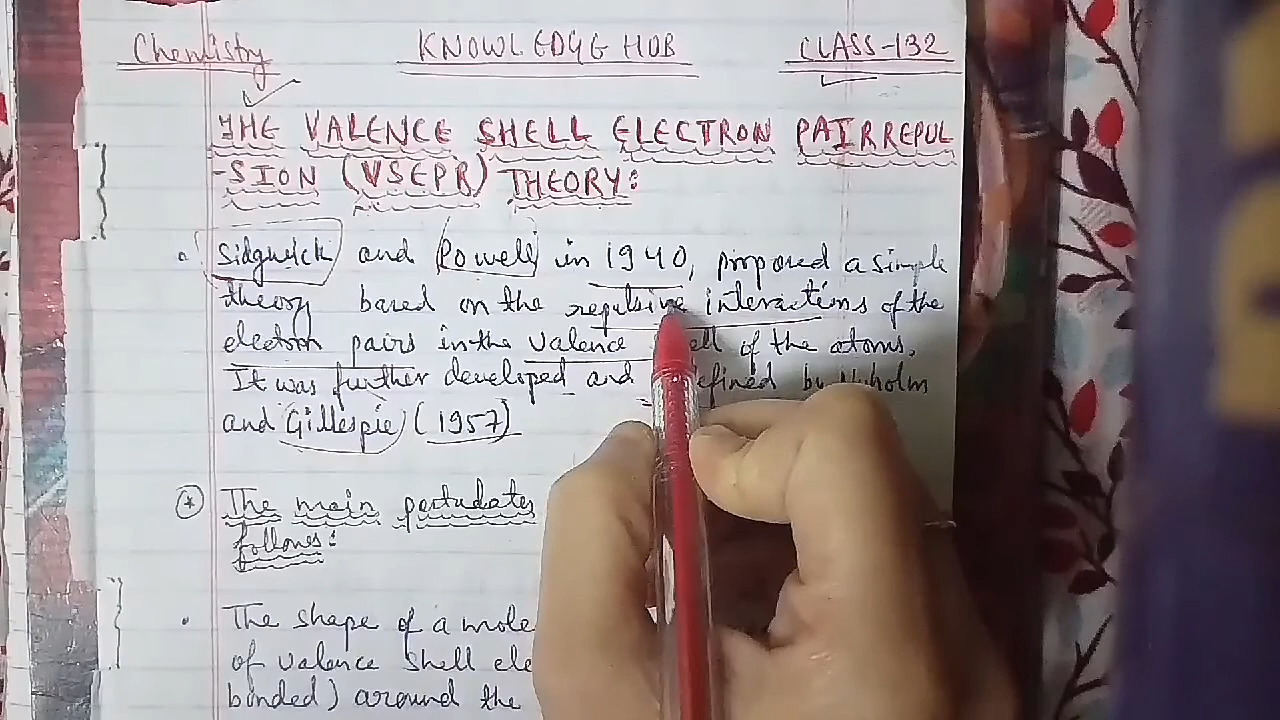 Chemistry KNOWLEDGE HUB CLASS-132
THE VALENCE SHELL ELECTRON PAIR REPUL
-SION (VSEPR) THEORY:
Sidgwick and Powell in 1940, proposed a simple
theory based on the repulsive interactions of the
electron pairs in the valence of the atoms.
It was further developed and by Nyholm
and Gillespie (1957)
The main postulates
follows:
The shape of a mole
of valence shell ele
bonded) around the